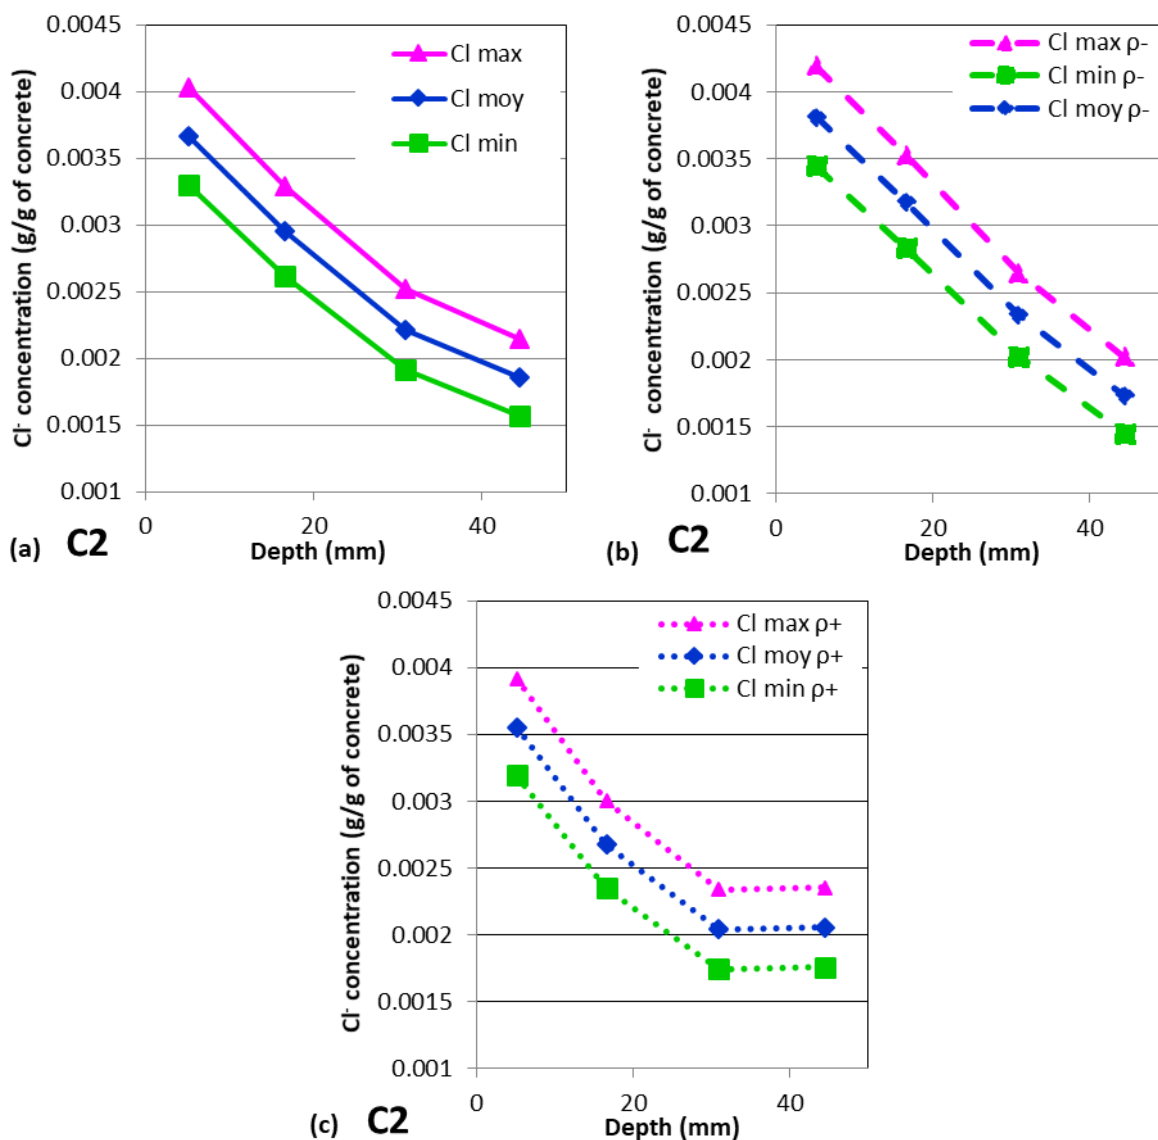 0.0045
0.004
0.0035
0.003
0.0025
0.002
0.0015
0.001
0 20 40
Cl⁻ concentration (g/g of concrete)
Depth (mm)
Cl max
Cl moy
Cl min
(a) C2
0.0045
0.004
0.0035
0.003
0.0025
0.002
0.0015
0.001
0 20 40
Cl⁻ concentration (g/g of concrete)
Depth (mm)
Cl max ρ-
Cl min ρ-
Cl moy ρ-
(b) C2
0.0045
0.004
0.0035
0.003
0.0025
0.002
0.0015
0.001
0 20 40
Cl⁻ concentration (g/g of concrete)
Depth (mm)
Cl max ρ+
Cl moy ρ+
Cl min ρ+
(c) C2